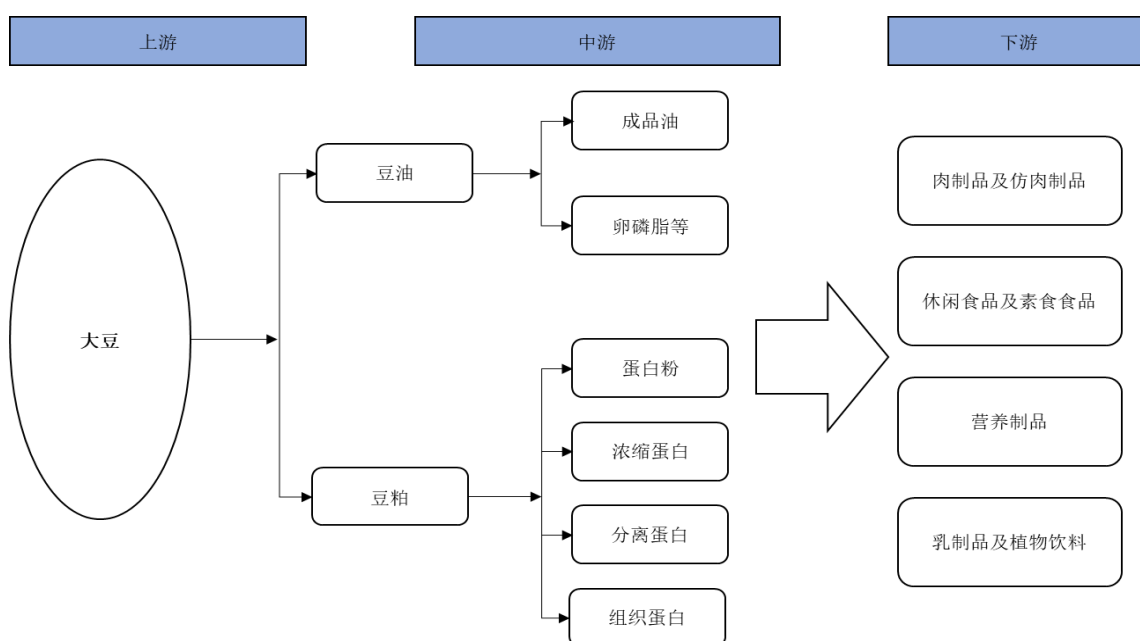 上游
中游
下游
大豆
豆油
豆粕
成品油
卵磷脂等
蛋白粉
浓缩蛋白
分离蛋白
组织蛋白
肉制品及仿肉制品
休闲食品及素食食品
营养制品
乳制品及植物饮料